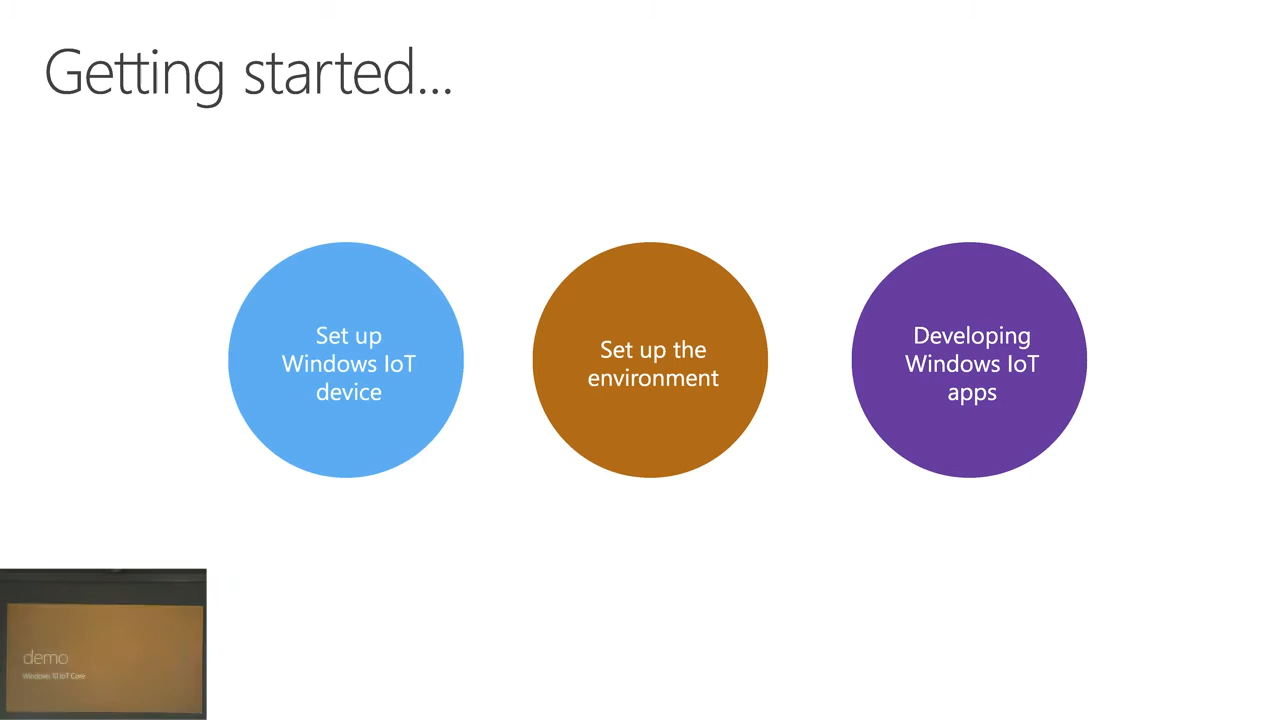 Getting started...
Set up
Windows IoT
device
Set up the
environment
Developing
Windows IoT
apps
demo
Windows 10 IoT Core